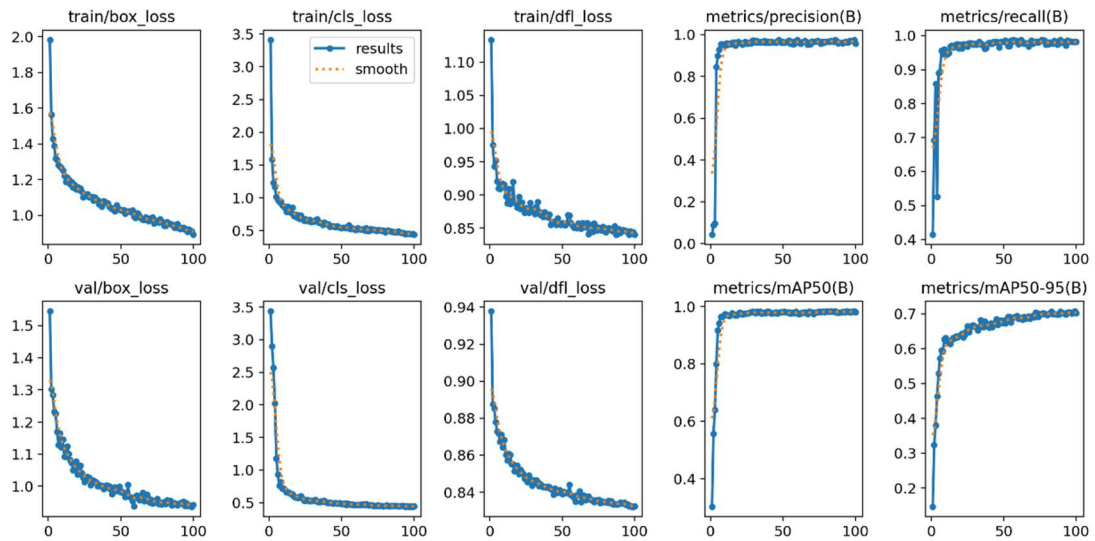 train/box_loss
train/cls_loss
train/dfl_loss
metrics/precision(B)
metrics/recall(B)
2.0
1.8
1.6
1.4
1.2
1.0
0 50 100
3.5
3.0
2.5
2.0
1.5
1.0
0.5
results
smooth
0 50 100
1.10
1.05
1.00
0.95
0.90
0.85
0 50 100
1.0
0.8
0.6
0.4
0.2
0.0
0 50 100
1.0
0.9
0.8
0.7
0.6
0.5
0.4
0 50 100
val/box_loss
val/cls_loss
val/dfl_loss
metrics/mAP50(B)
metrics/mAP50-95(B)
1.5
1.4
1.3
1.2
1.1
1.0
0 50 100
3.5
3.0
2.5
2.0
1.5
1.0
0.5
0 50 100
0.94
0.92
0.90
0.88
0.86
0.84
0 50 100
1.0
0.8
0.6
0.4
0 50 100
0.7
0.6
0.5
0.4
0.3
0.2
0 50 100